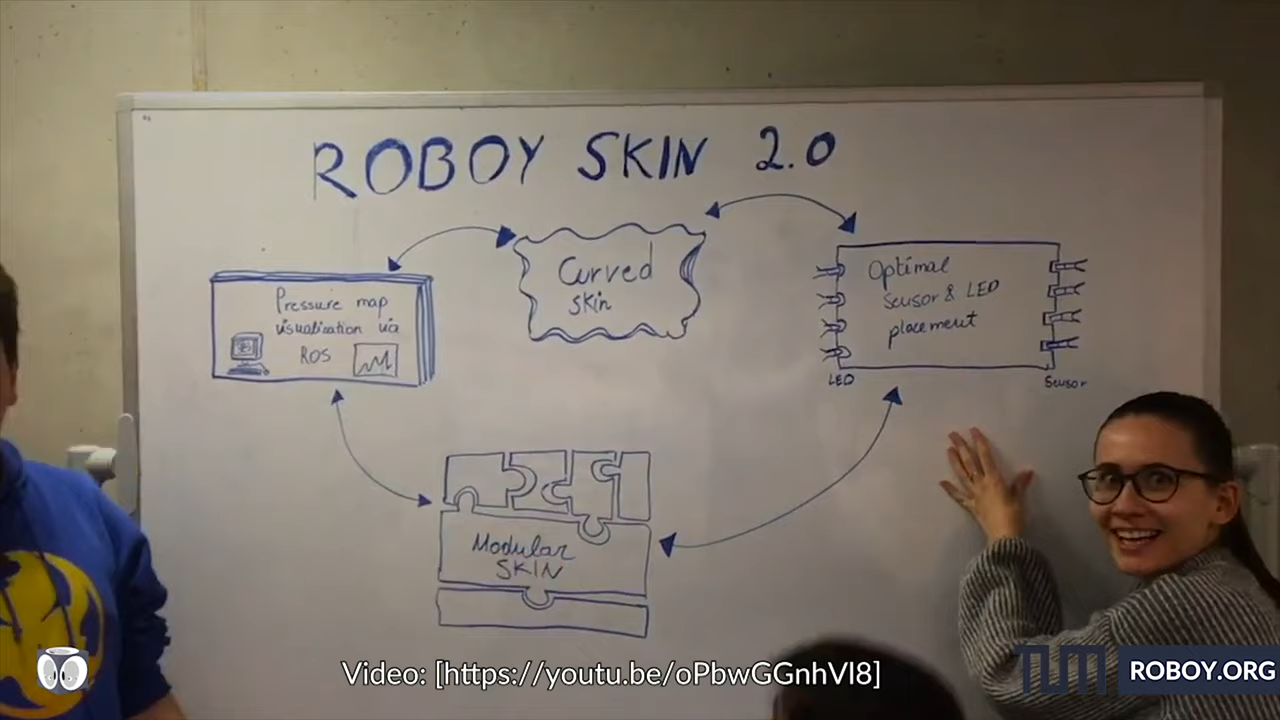 ROBOY SKIN 2.0
Pressure map
visualization via
ROS
Curved
skin
Optimal
Sensor & LED
placement
LED
Sensor
Modular
SKIN
Video: [https://youtu.be/oPbwGGnhVl8]
TUM
ROBOY.ORG